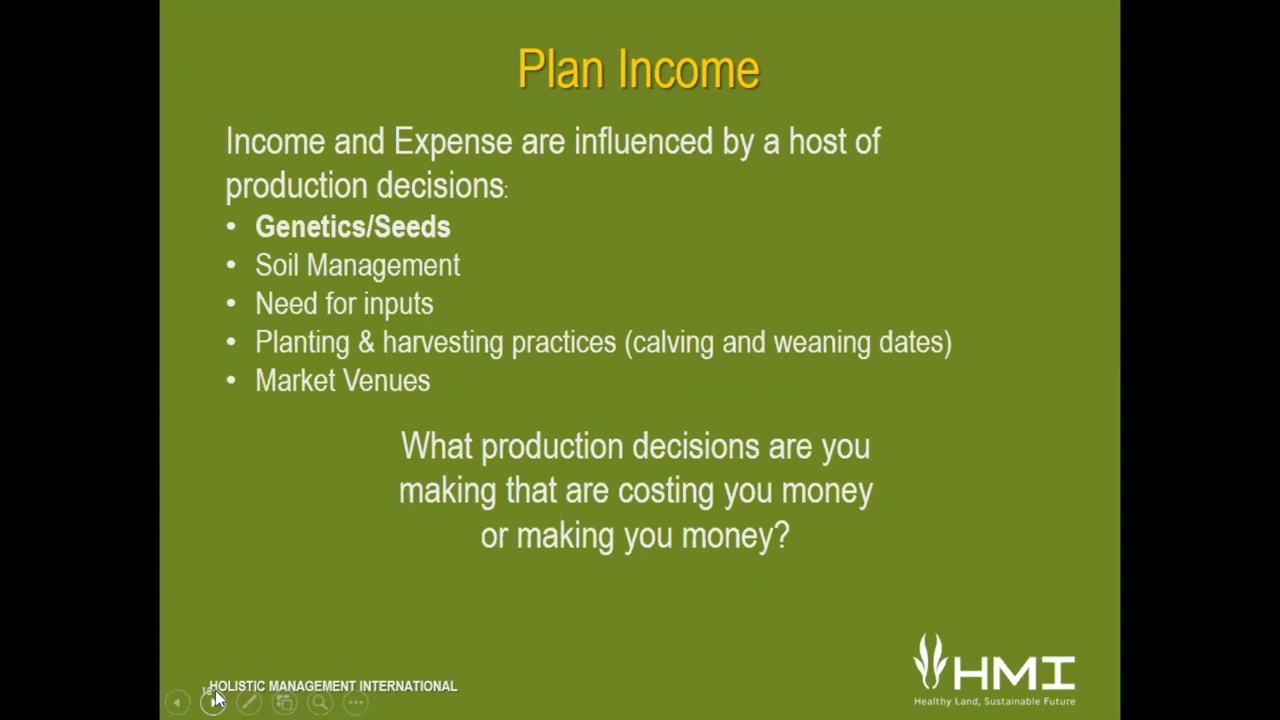 Plan Income
Income and Expense are influenced by a host of
production decisions:
• Genetics/Seeds
• Soil Management
• Need for inputs
• Planting & harvesting practices (calving and weaning dates)
• Market Venues
What production decisions are you
making that are costing you money
or making you money?
HOLISTIC MANAGEMENT INTERNATIONAL
HMI
Healthy Land, Sustainable Future